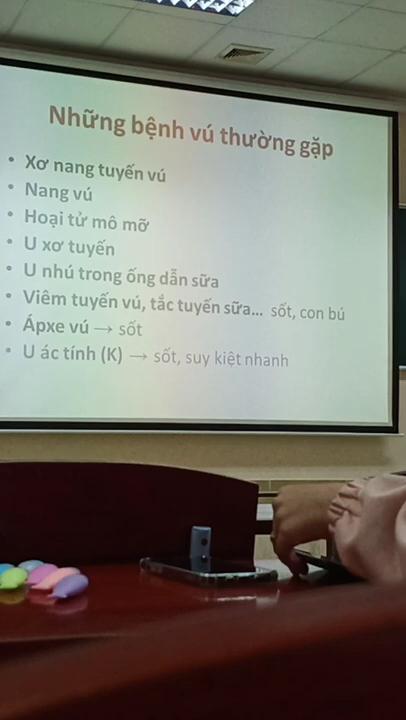 Những bệnh vú thường gặp
• Xơ nang tuyến vú
• Nang vú
• Hoại tử mô mỡ
• U xơ tuyến
• U nhú trong ống dẫn sữa
• Viêm tuyến vú, tắc tuyến sữa... sốt, con bú
• Ápxe vú → sốt
• U ác tính (K) → sốt, suy kiệt nhanh